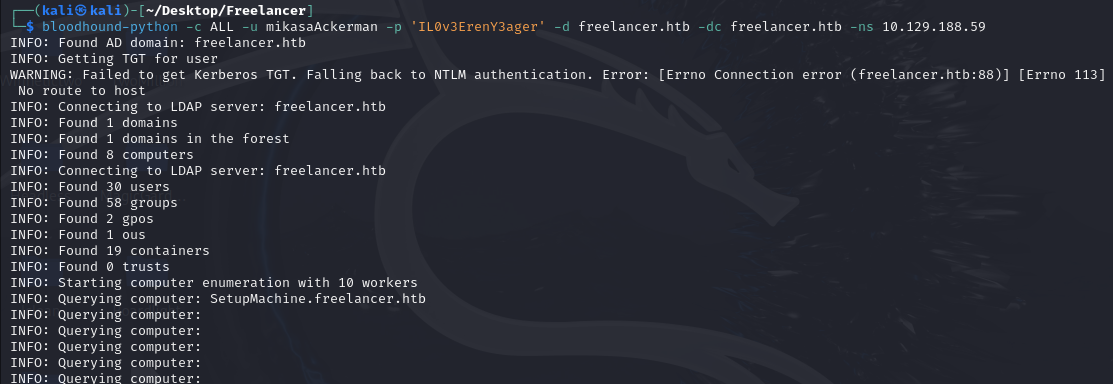 ┌──(kali㉿kali)-[~/Desktop/Freelancer]
└─$ bloodhound-python -c ALL -u mikasaAckerman -p 'IL0v3ErenY3ager' -d freelancer.htb -dc freelancer.htb -ns 10.129.188.59
INFO: Found AD domain: freelancer.htb
INFO: Getting TGT for user
WARNING: Failed to get Kerberos TGT. Falling back to NTLM authentication. Error: [Errno Connection error (freelancer.htb:88)] [Errno 113]
No route to host
INFO: Connecting to LDAP server: freelancer.htb
INFO: Found 1 domains
INFO: Found 1 domains in the forest
INFO: Found 8 computers
INFO: Connecting to LDAP server: freelancer.htb
INFO: Found 30 users
INFO: Found 58 groups
INFO: Found 2 gpos
INFO: Found 1 ous
INFO: Found 19 containers
INFO: Found 0 trusts
INFO: Starting computer enumeration with 10 workers
INFO: Querying computer: SetupMachine.freelancer.htb
INFO: Querying computer:
INFO: Querying computer:
INFO: Querying computer:
INFO: Querying computer:
INFO: Querying computer: